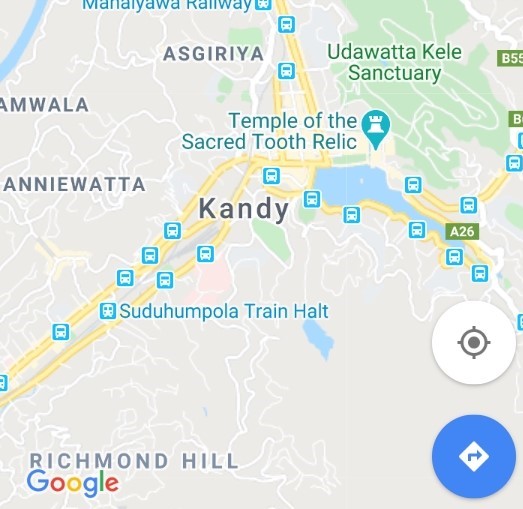 Mahaiyawa Railway
ASGIRIYA
Udawatta Kele
Sanctuary
B55
AMWALA
Temple of the
Sacred Tooth Relic
ANNIEWATTA
Kandy
A26
Suduhumpola Train Halt
RICHMOND HILL
Google